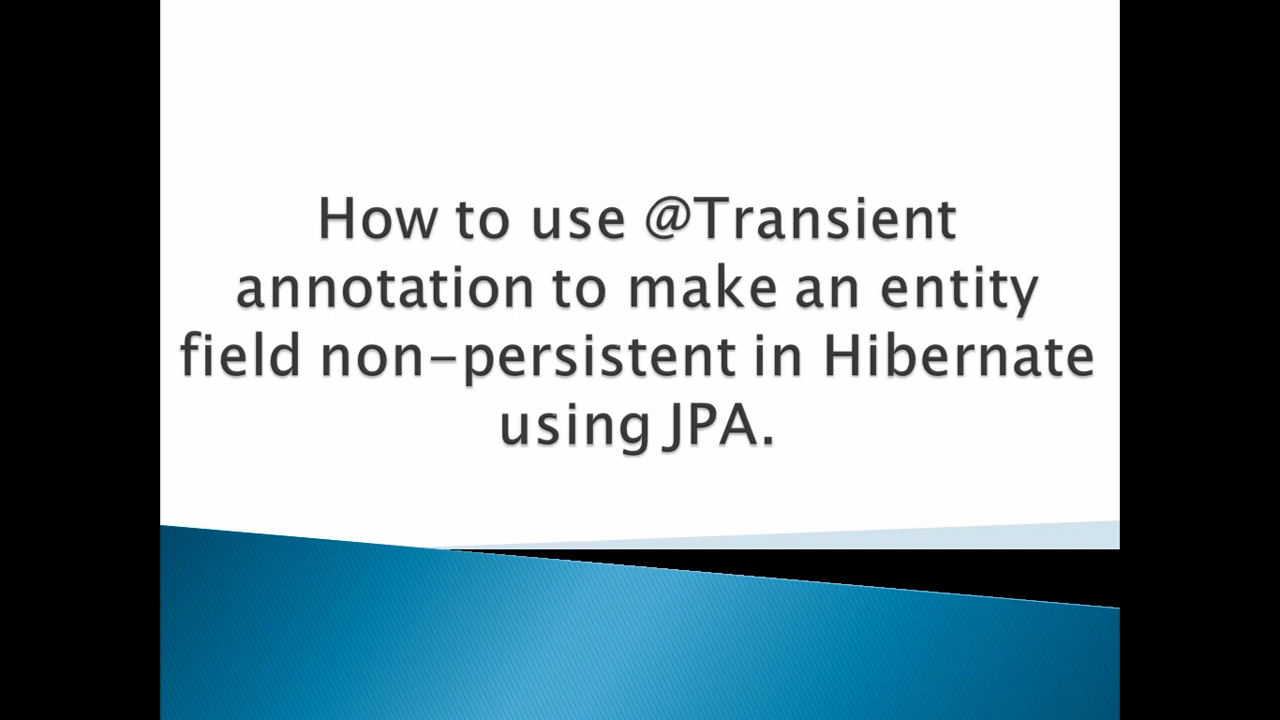 How to use @Transient
annotation to make an entity
field non-persistent in Hibernate
using JPA.